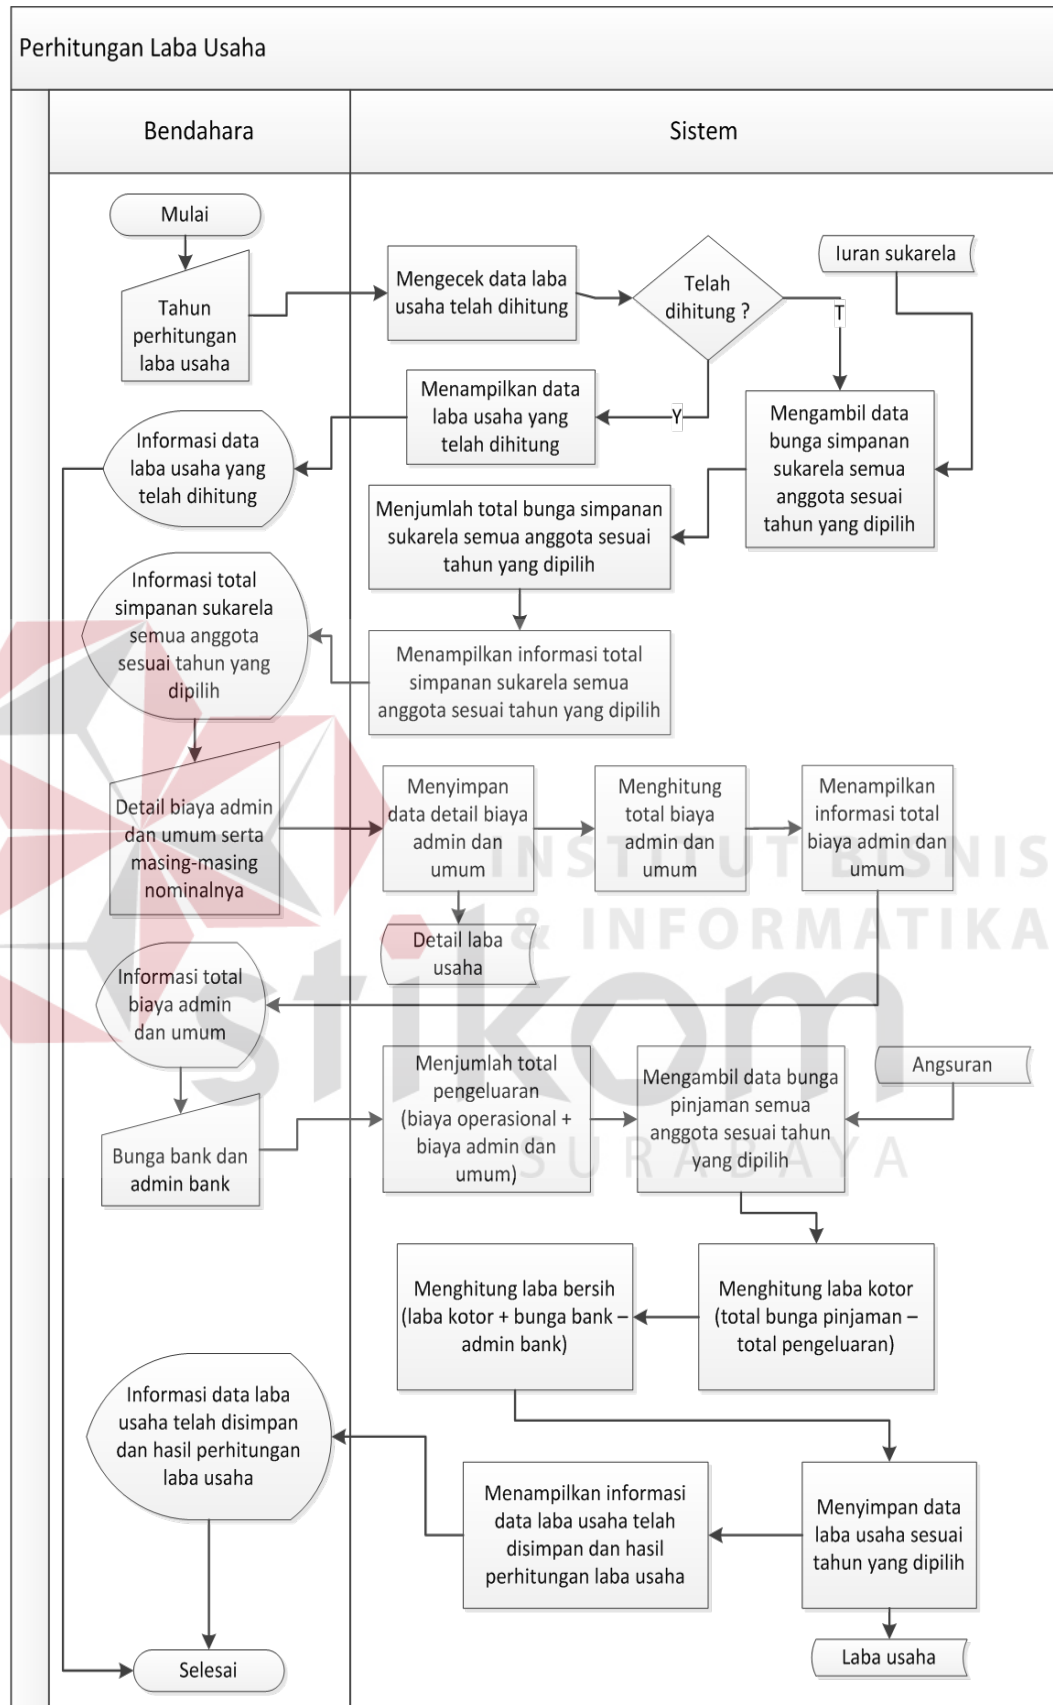 Perhitungan Laba Usaha
Bendahara
Sistem
Mulai
Tahun
perhitungan
laba usaha
Mengecek data laba
usaha telah dihitung
Telah
dihitung ?
Iuran sukarela
T
Y
Menampilkan data
laba usaha yang
telah dihitung
Mengambil data
bunga simpanan
sukarela semua
anggota sesuai
tahun yang dipilih
Informasi data
laba usaha yang
telah dihitung
Menjumlah total bunga simpanan
sukarela semua anggota sesuai
tahun yang dipilih
Informasi total
simpanan sukarela
semua anggota
sesuai tahun yang
dipilih
Menampilkan informasi total
simpanan sukarela semua
anggota sesuai tahun yang dipilih
Detail biaya admin
dan umum serta
masing-masing
nominalnya
Menyimpan
data detail biaya
admin dan
umum
Menghitung
total biaya
admin dan
umum
Menampilkan
informasi total
biaya admin dan
umum
INSTITUT BISNIS
& INFORMATIKA
stikom
SURABAYA
Detail laba
usaha
Informasi total
biaya admin
dan umum
Bunga bank dan
admin bank
Menjumlah total
pengeluaran
(biaya operasional +
biaya admin dan
umum)
Mengambil data bunga
pinjaman semua
anggota sesuai tahun
yang dipilih
Angsuran
Menghitung laba bersih
(laba kotor + bunga bank –
admin bank)
Menghitung laba kotor
(total bunga pinjaman –
total pengeluaran)
Informasi data laba
usaha telah disimpan
dan hasil perhitungan
laba usaha
Menampilkan informasi
data laba usaha telah
disimpan dan hasil
perhitungan laba usaha
Menyimpan data
laba usaha sesuai
tahun yang dipilih
Laba usaha
Selesai